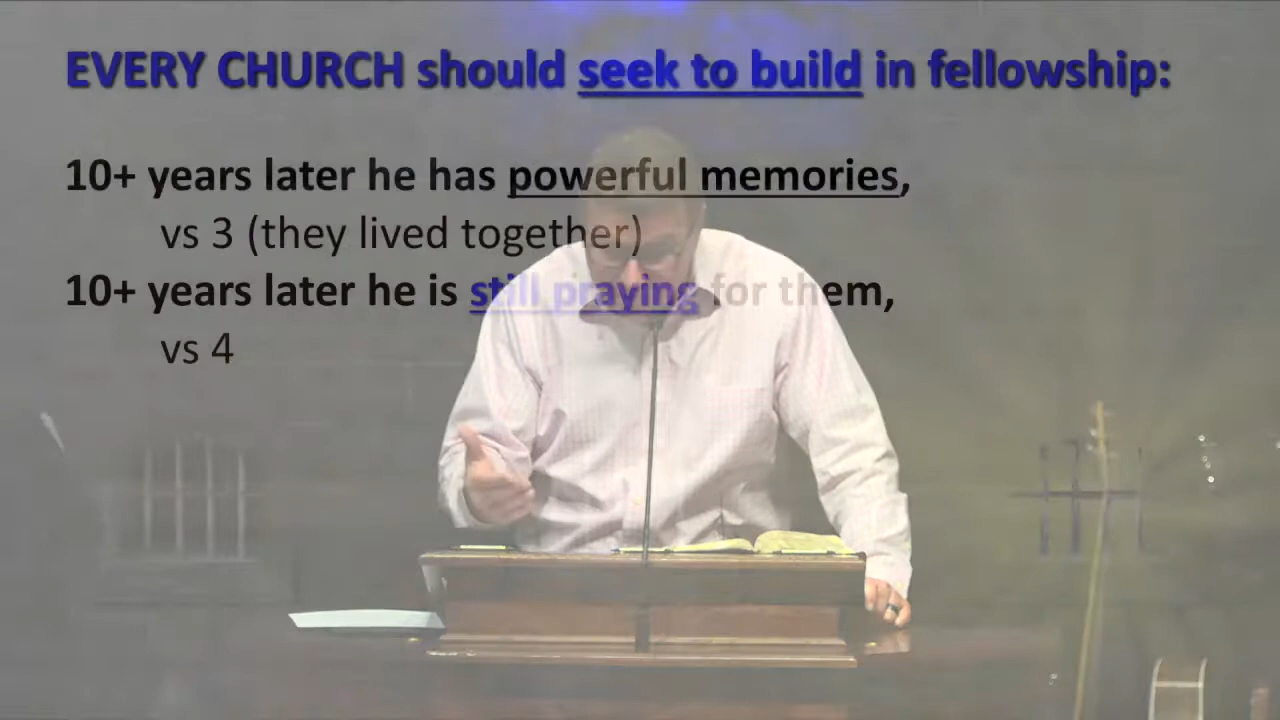 EVERY CHURCH should seek to build in fellowship:
10+ years later he has powerful memories,
vs 3 (they lived together)
10+ years later he is still praying for them,
vs 4